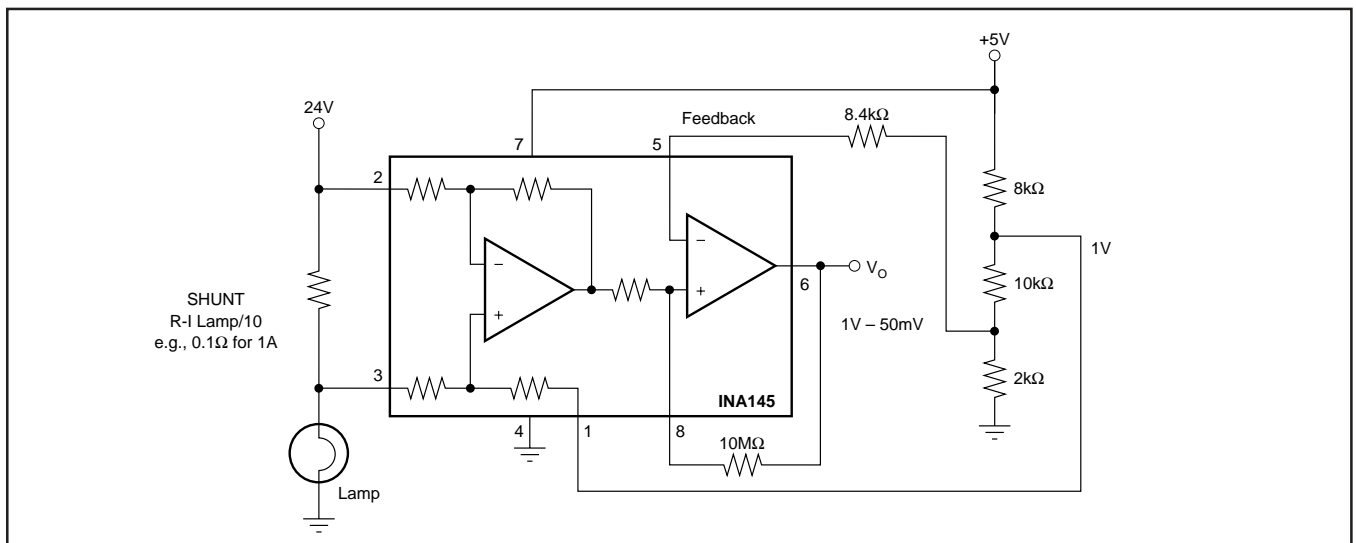 +5V
24V
Feedback
8.4kΩ
7
5
2
8kΩ
1V
V_O
6
10kΩ
SHUNT
R-I Lamp/10
e.g., 0.1Ω for 1A
1V – 50mV
3
2kΩ
INA145
4
1
8
10MΩ
Lamp